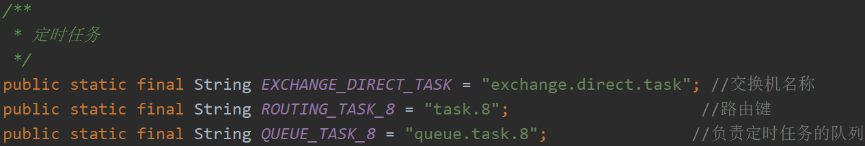 /**
* 定时任务
*/
public static final String EXCHANGE_DIRECT_TASK = "exchange.direct.task"; //交换机名称
public static final String ROUTING_TASK_8 = "task.8"; //路由键
public static final String QUEUE_TASK_8 = "queue.task.8"; //负责定时任务的队列